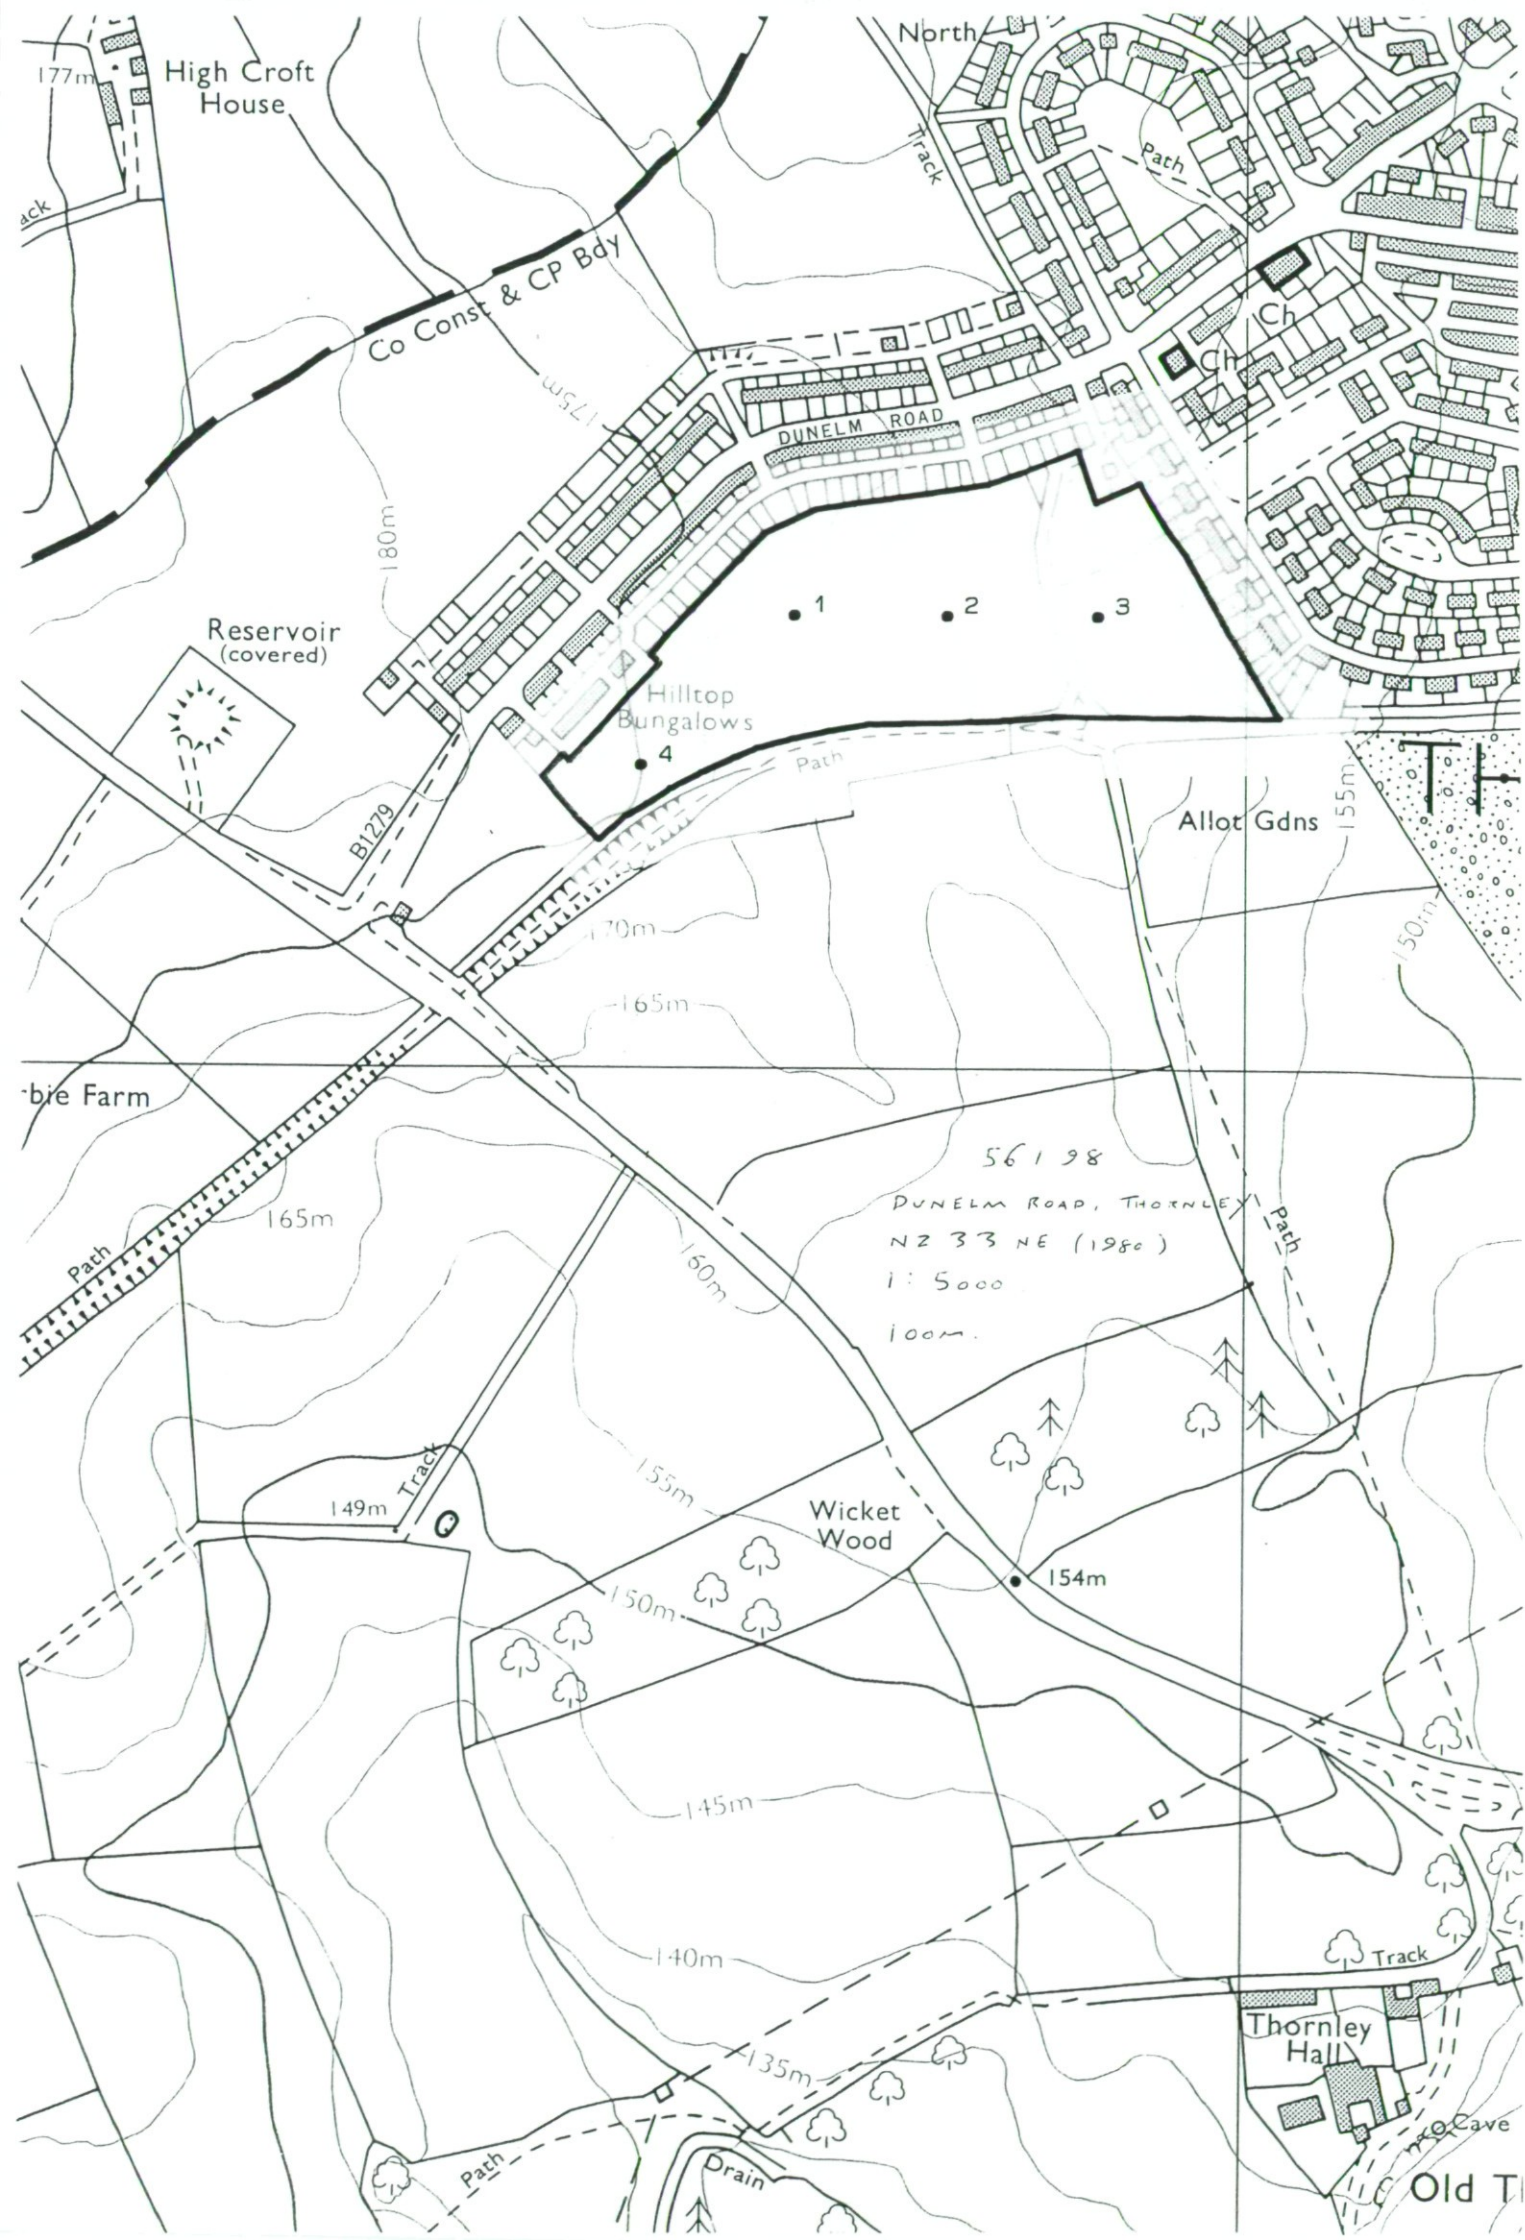 North
177m
High Croft
House
Track
Path
ack
Co Const & CP Bdy
Ch
Ch
175m
DUNELM ROAD
180m
1
2
3
Reservoir
(covered)
Hilltop
Bungalows
4
Path
B1279
155m
Allot Gdns
150m
170m
165m
bie Farm
56198
DUNELM ROAD, THORNLEY
NZ 33 NE (1980)
1:5000
100m.
165m
Path
Path
160m
Track
149m
155m
Wicket
Wood
154m
150m
145m
140m
Track
Thornley
Hall
135m
Cave
Path
Drain
Old T